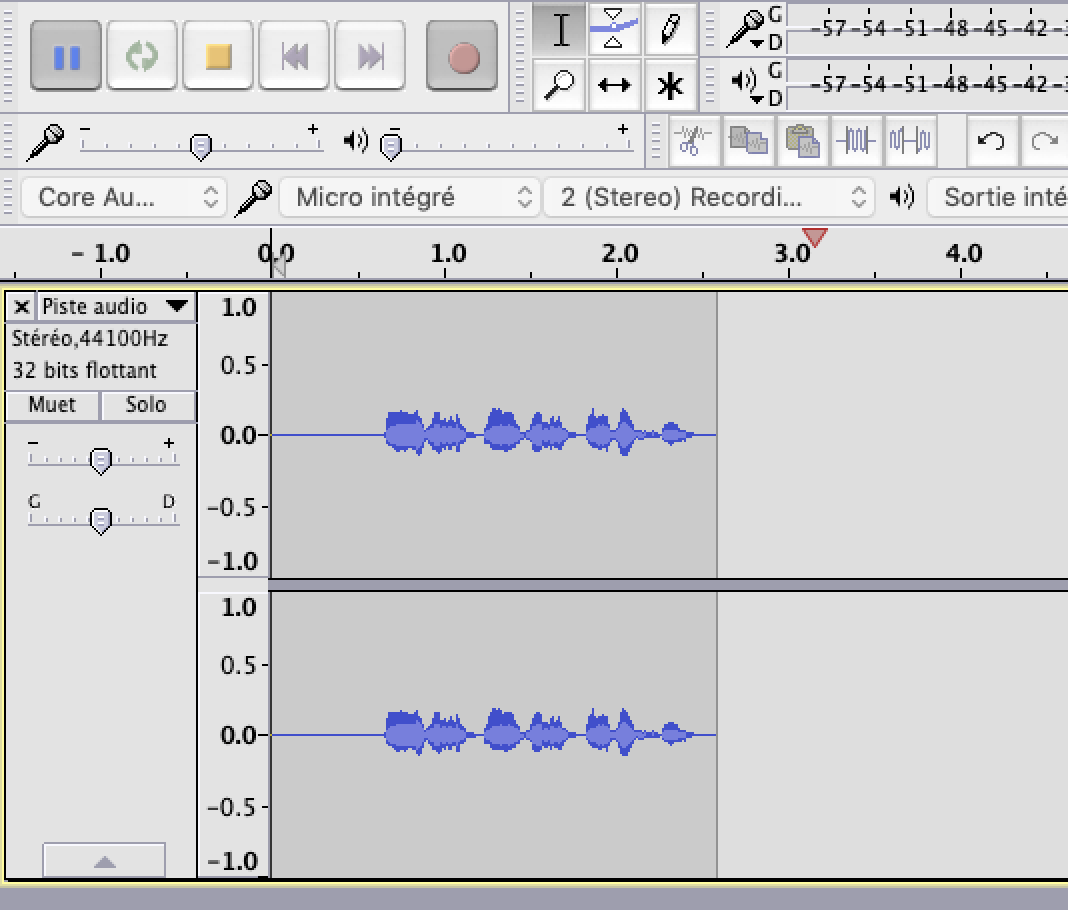 G
-57 -54 -51 -48 -45 -42 -3
D
G
-57 -54 -51 -48 -45 -42 -3
D
- + - +
Core Au... Micro intégré 2 (Stereo) Recordi... Sortie inté
- 1.0 0.0 1.0 2.0 3.0 4.0
Piste audio
Stéréo,44100Hz
32 bits flottant
Muet Solo
- +
G D
1.0
0.5
0.0
-0.5
-1.0
1.0
0.5
0.0
-0.5
-1.0